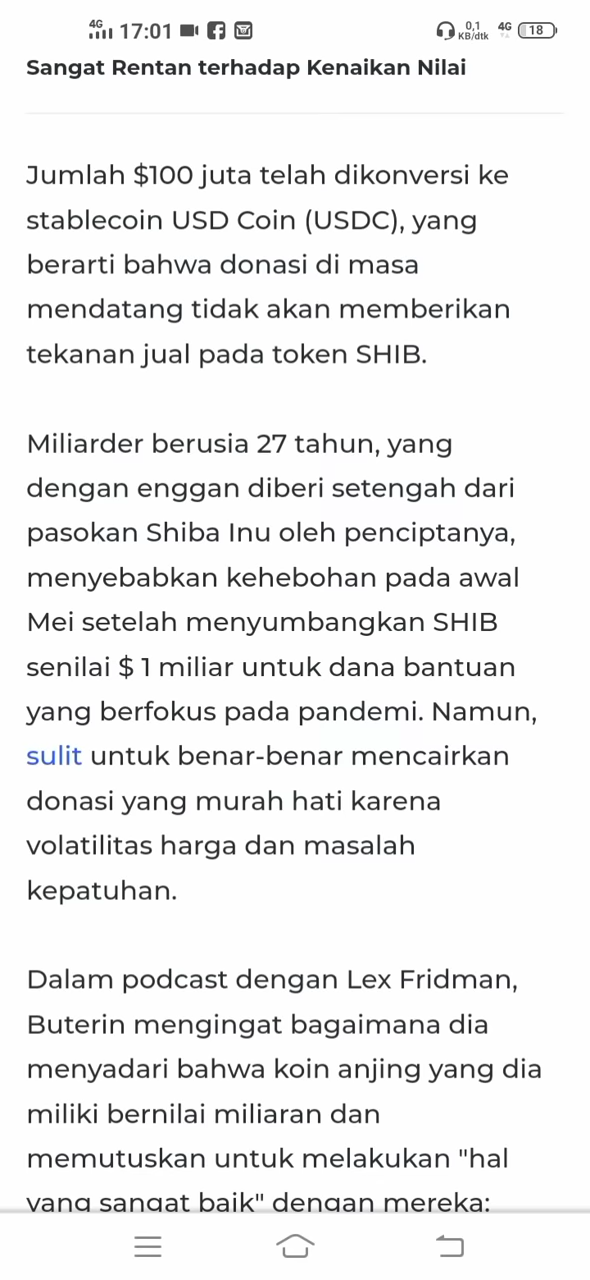 4G 17:01 0,1 KB/dtk 4G 18
Sangat Rentan terhadap Kenaikan Nilai
Jumlah $100 juta telah dikonversi ke
stablecoin USD Coin (USDC), yang
berarti bahwa donasi di masa
mendatang tidak akan memberikan
tekanan jual pada token SHIB.
Miliarder berusia 27 tahun, yang
dengan enggan diberi setengah dari
pasokan Shiba Inu oleh penciptanya,
menyebabkan kehebohan pada awal
Mei setelah menyumbangkan SHIB
senilai $ 1 miliar untuk dana bantuan
yang berfokus pada pandemi. Namun,
sulit untuk benar-benar mencairkan
donasi yang murah hati karena
volatilitas harga dan masalah
kepatuhan.
Dalam podcast dengan Lex Fridman,
Buterin mengingat bagaimana dia
menyadari bahwa koin anjing yang dia
miliki bernilai miliaran dan
memutuskan untuk melakukan "hal
yang sangat baik" dengan mereka: